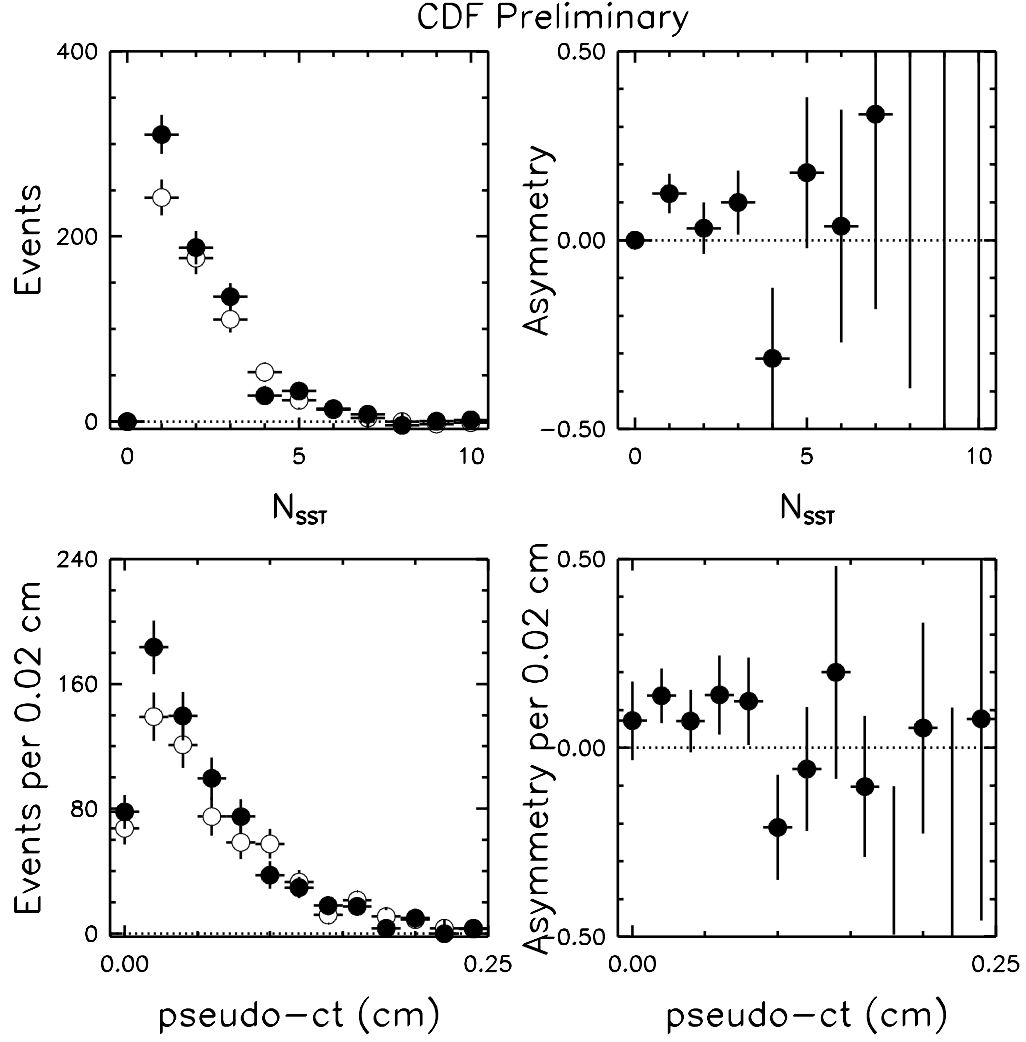 CDF Preliminary
400
200
0
Events
0 5 10
N_SST
0.50
0.00
-0.50
Asymmetry
0 5 10
N_SST
240
160
80
0
Events per 0.02 cm
0.00 0.25
pseudo-ct (cm)
0.50
0.00
-0.50
Asymmetry per 0.02 cm
0.00 0.25
pseudo-ct (cm)